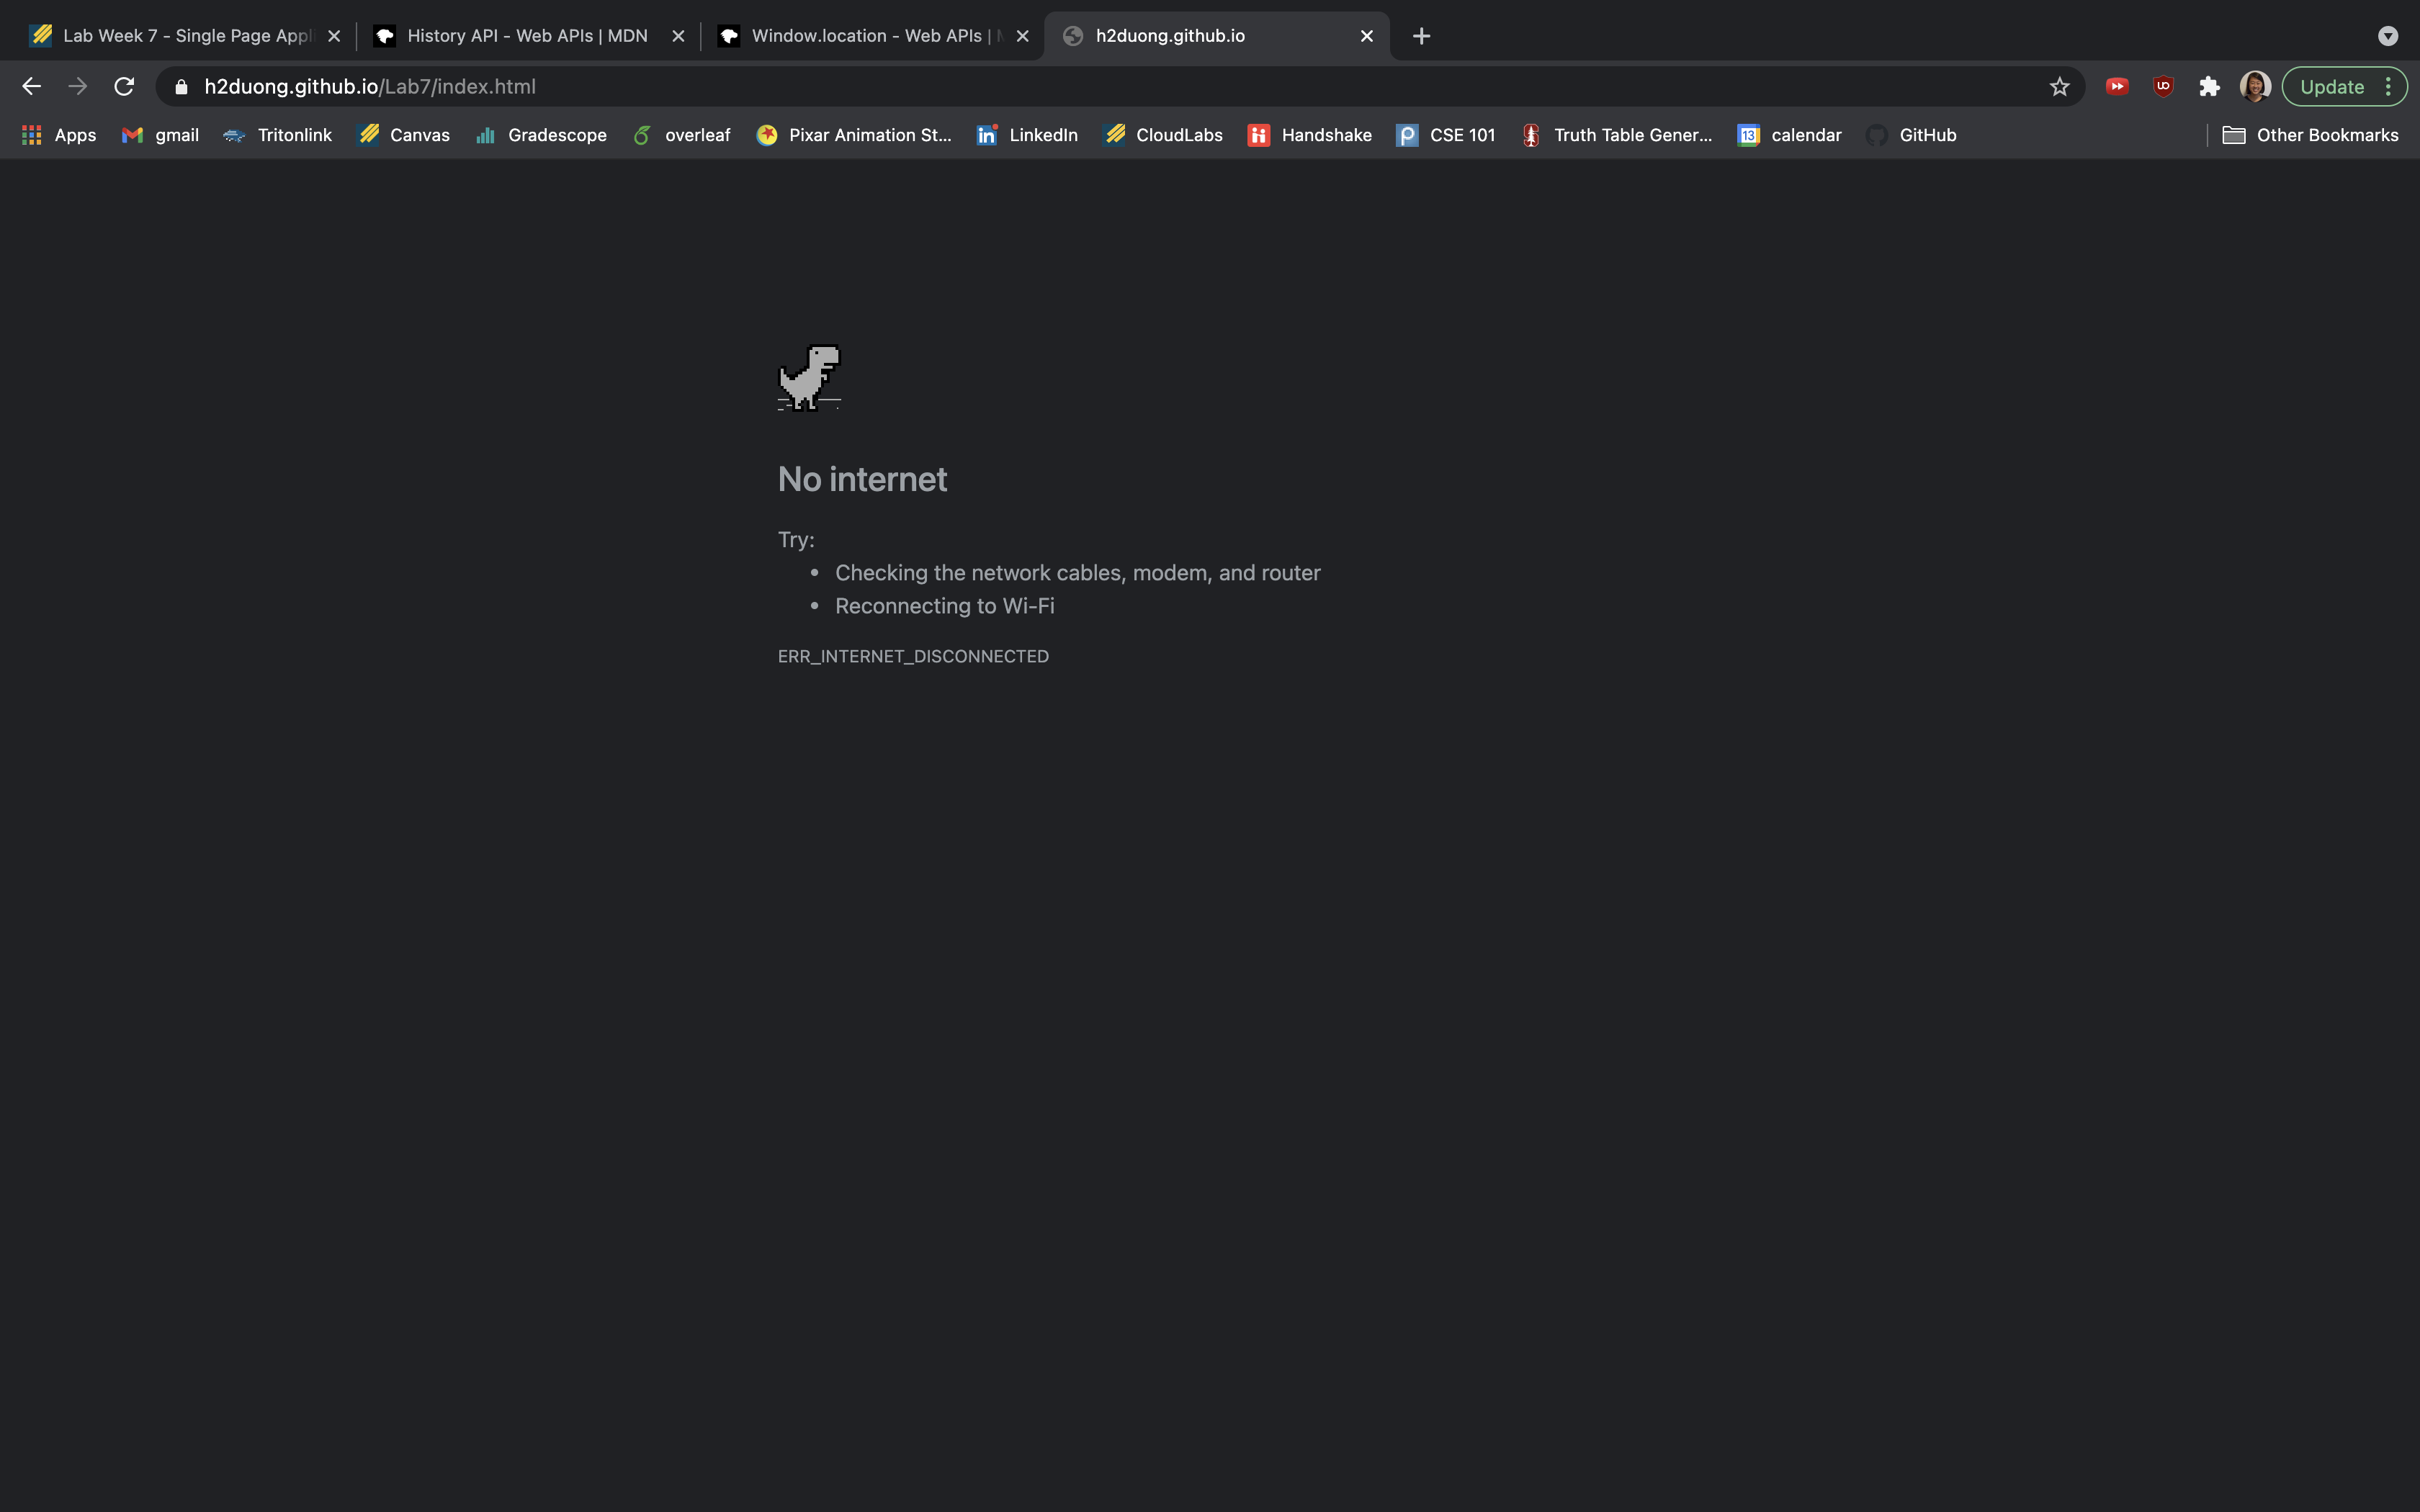 Lab Week 7 - Single Page Appl
History API - Web APIs | MDN
Window.location - Web APIs | M
h2duong.github.io
h2duong.github.io/Lab7/index.html
UO
Update
Apps
gmail
Tritonlink
Canvas
Gradescope
overleaf
Pixar Animation St...
in
LinkedIn
CloudLabs
Handshake
CSE 101
Truth Table Gener...
13
calendar
GitHub
Other Bookmarks
No internet
Try:
• Checking the network cables, modem, and router
• Reconnecting to Wi-Fi
ERR_INTERNET_DISCONNECTED